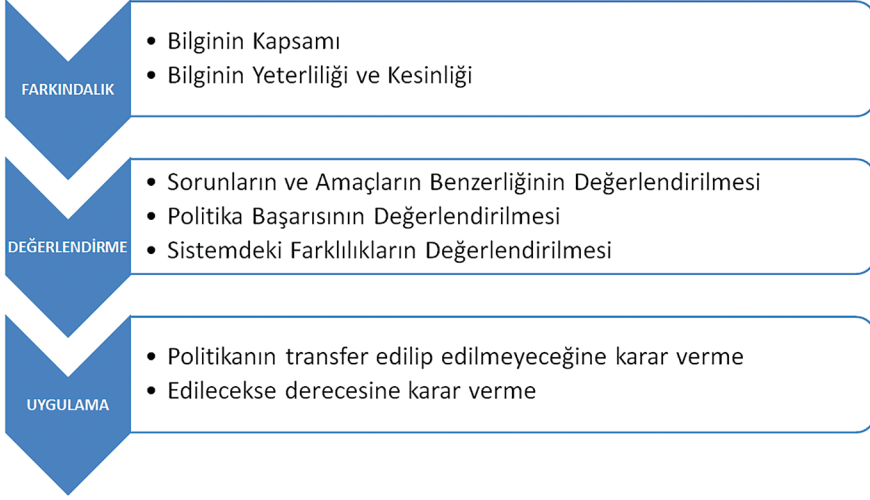 FARKINDALIK
• Bilginin Kapsamı
• Bilginin Yeterliliği ve Kesinliği
DEĞERLENDİRME
• Sorunların ve Amaçların Benzerliğinin Değerlendirilmesi
• Politika Başarısının Değerlendirilmesi
• Sistemdeki Farklılıkların Değerlendirilmesi
UYGULAMA
• Politikanın transfer edilip edilmeyeceğine karar verme
• Edilecekse derecesine karar verme